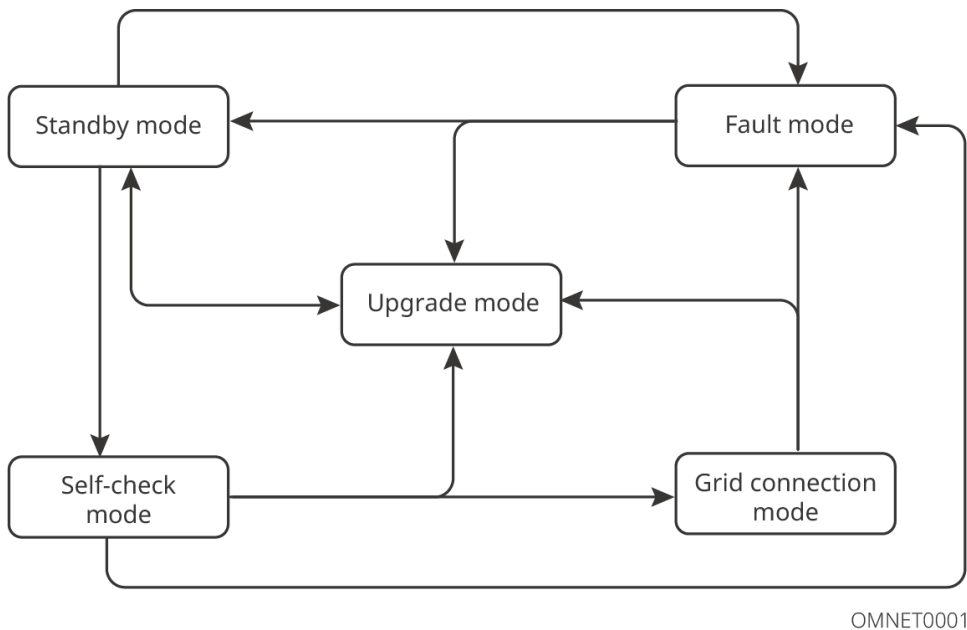 Standby mode
Fault mode
Upgrade mode
Self-check
mode
Grid connection
mode
OMNET0001